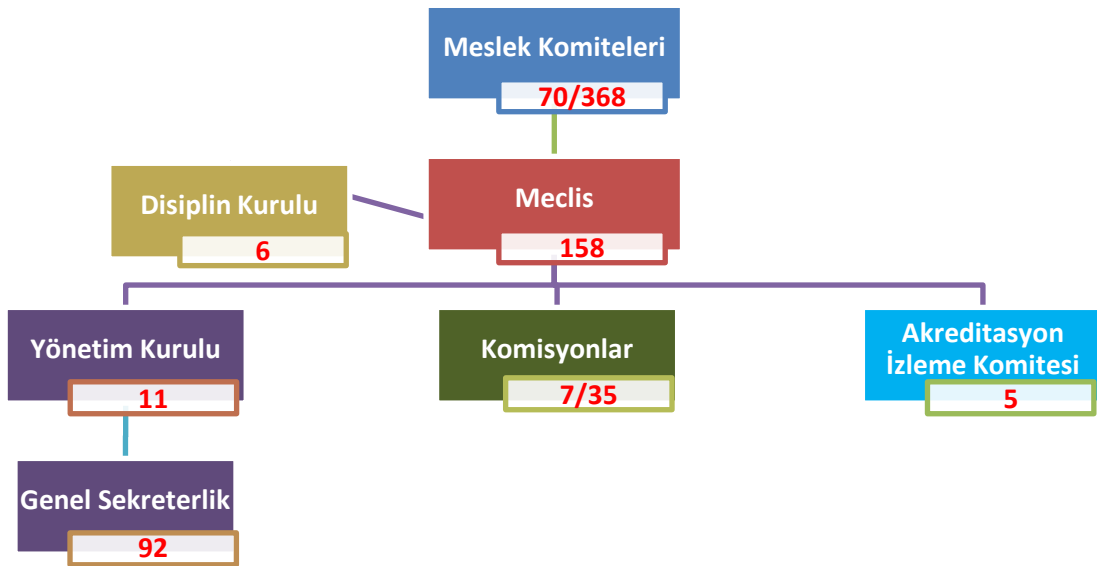 Meslek Komiteleri
70/368
Disiplin Kurulu
6
Meclis
158
Yönetim Kurulu
11
Komisyonlar
7/35
Akreditasyon
İzleme Komitesi
5
Genel Sekreterlik
92